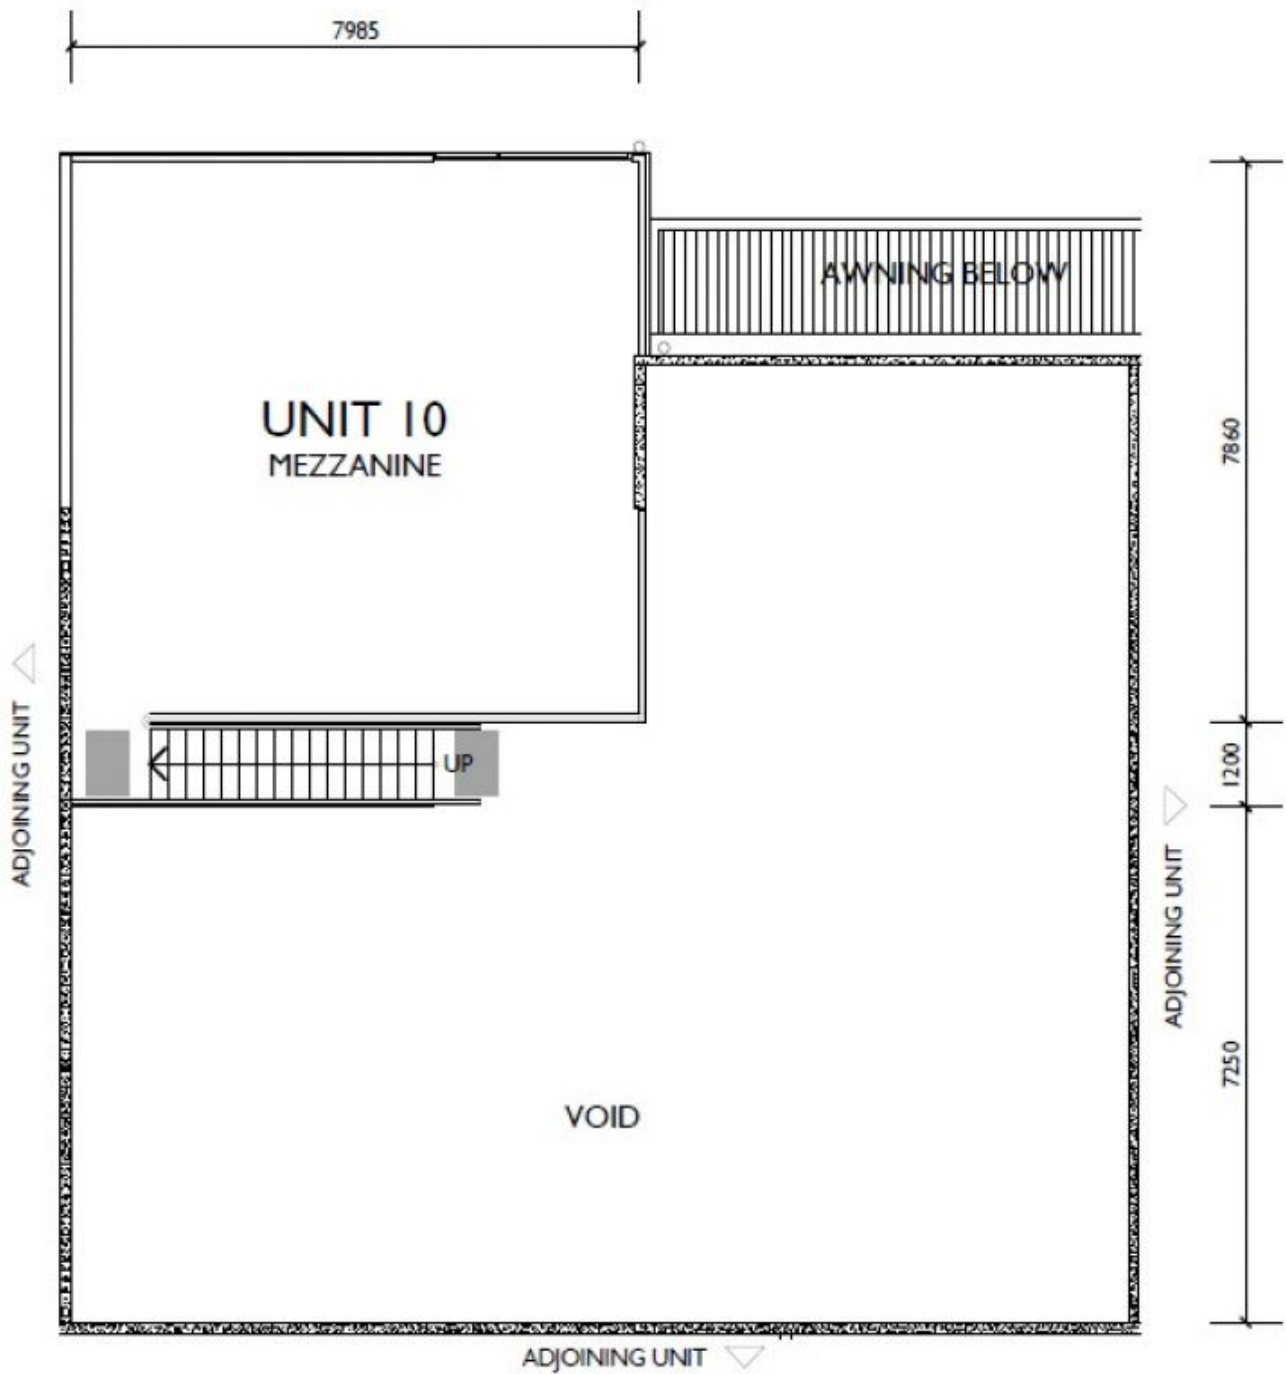 7985
AWNING BELOW
UNIT 10
MEZZANINE
7860
UP
1200
ADJOINING UNIT
ADJOINING UNIT
7250
VOID
ADJOINING UNIT